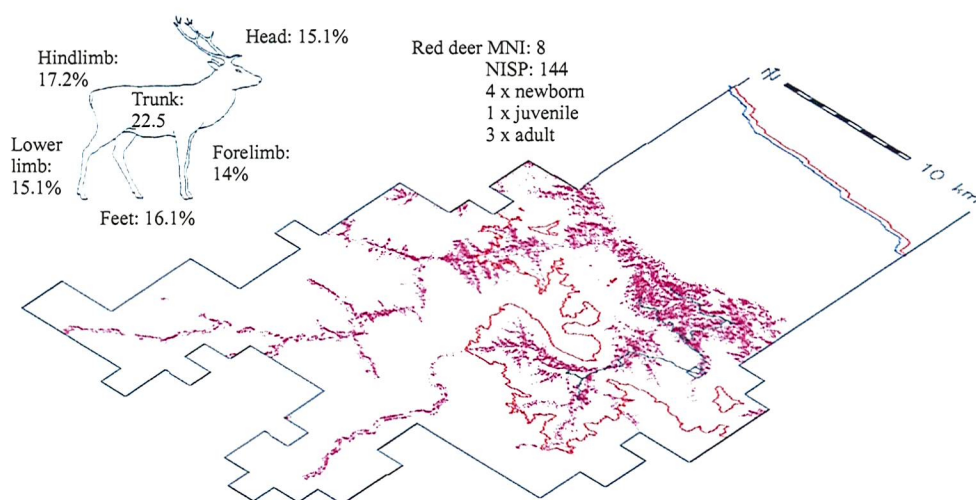 Head: 15.1%
Hindlimb:
17.2%
Trunk:
22.5
Lower
limb:
15.1%
Forelimb:
14%
Feet: 16.1%
Red deer MNI: 8
NISP: 144
4 x newborn
1 x juvenile
3 x adult
N
10 km